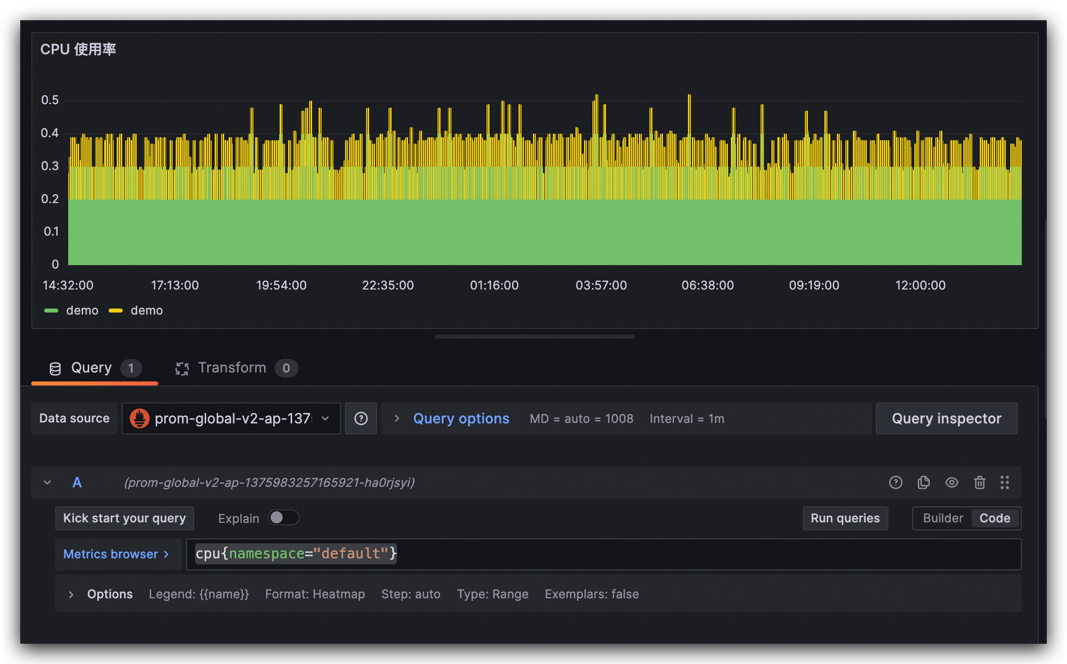 CPU 使用率
0.5
0.4
0.3
0.2
0.1
0
14:32:00 17:13:00 19:54:00 22:35:00 01:16:00 03:57:00 06:38:00 09:19:00 12:00:00
demo demo
Query 1 Transform 0
Data source prom-global-v2-ap-137 Query options MD = auto = 1008 Interval = 1m Query inspector
A (prom-global-v2-ap-1375983257165921-ha0rjsyi)
Kick start your query Explain Run queries Builder Code
Metrics browser > cpu{namespace="default"}
> Options Legend: {{name}} Format: Heatmap Step: auto Type: Range Exemplars: false